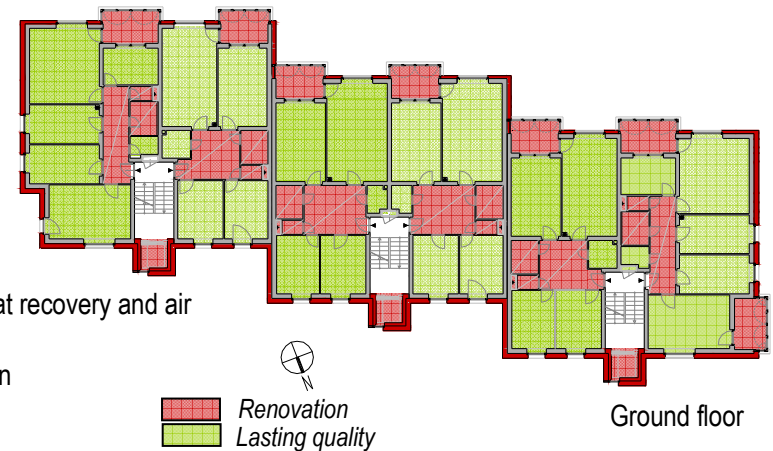 at recovery and air
n
N
Renovation
Lasting quality
Ground floor